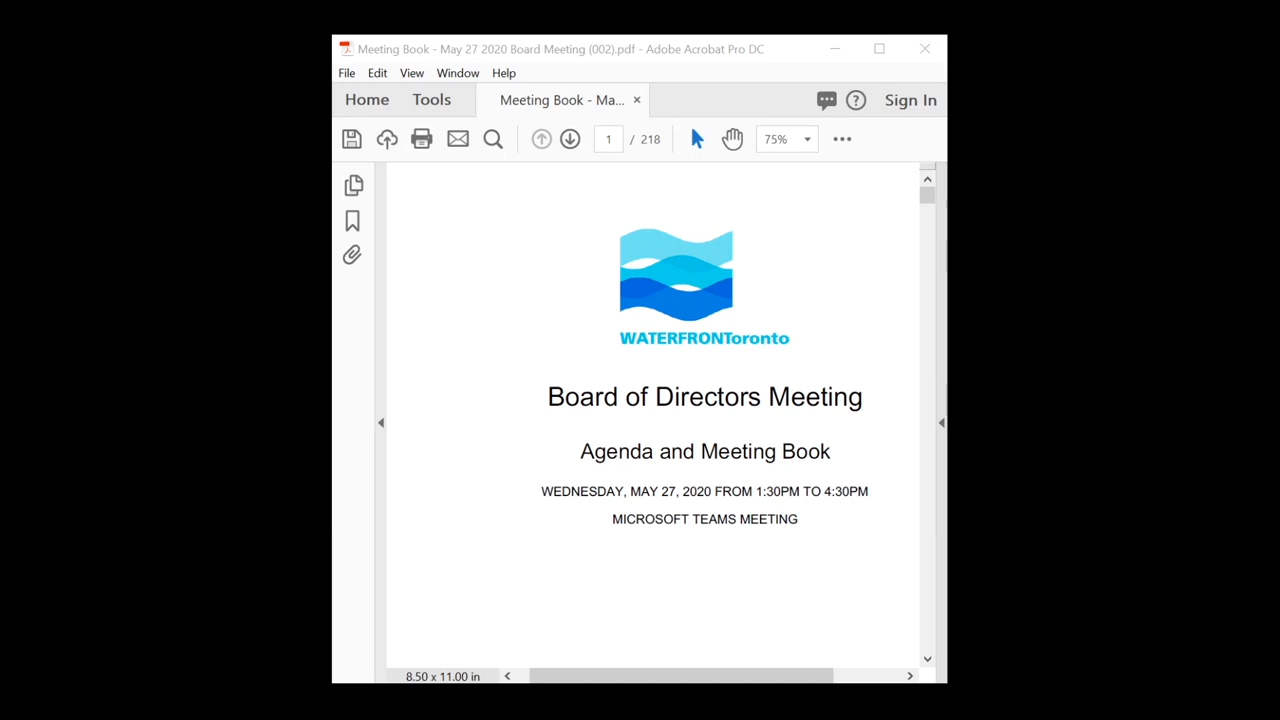 Meeting Book - May 27 2020 Board Meeting (002).pdf - Adobe Acrobat Pro DC
File Edit View Window Help
Home Tools Meeting Book - Ma... × ? Sign In
1 / 218 75%
WATERFRONToronto
Board of Directors Meeting
Agenda and Meeting Book
WEDNESDAY, MAY 27, 2020 FROM 1:30PM TO 4:30PM
MICROSOFT TEAMS MEETING
8.50 x 11.00 in